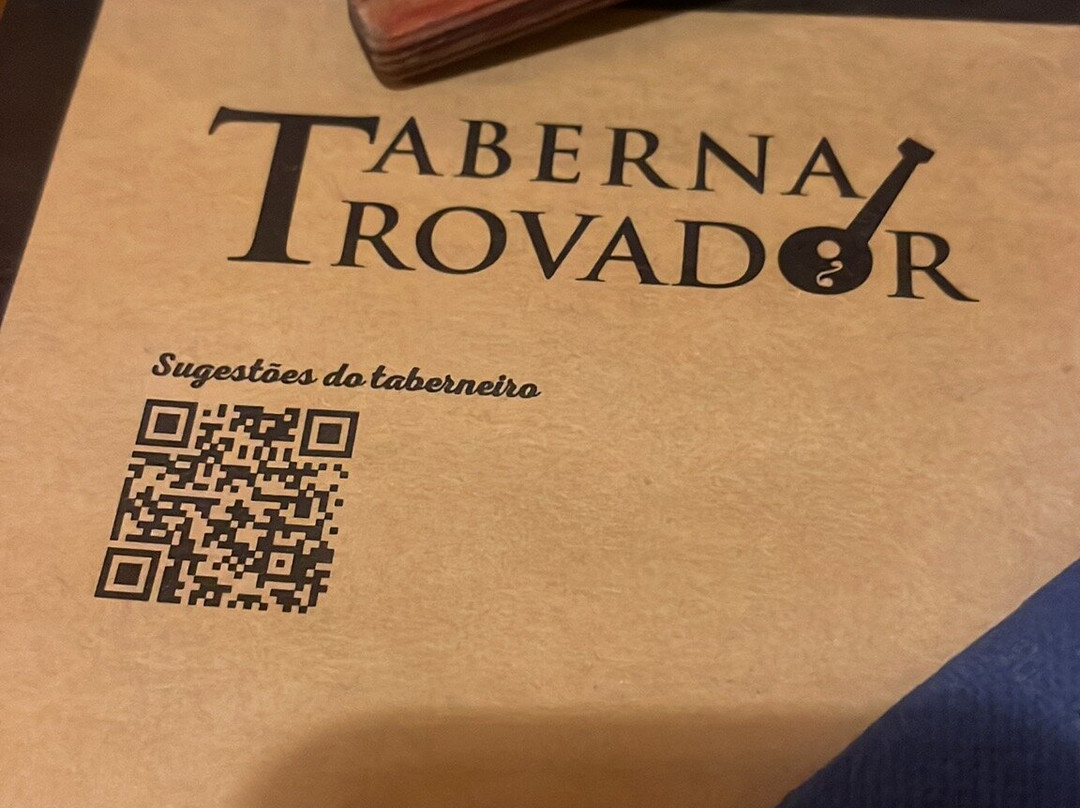 TABERNA
TROVADOR
Sugestões do taberneiro